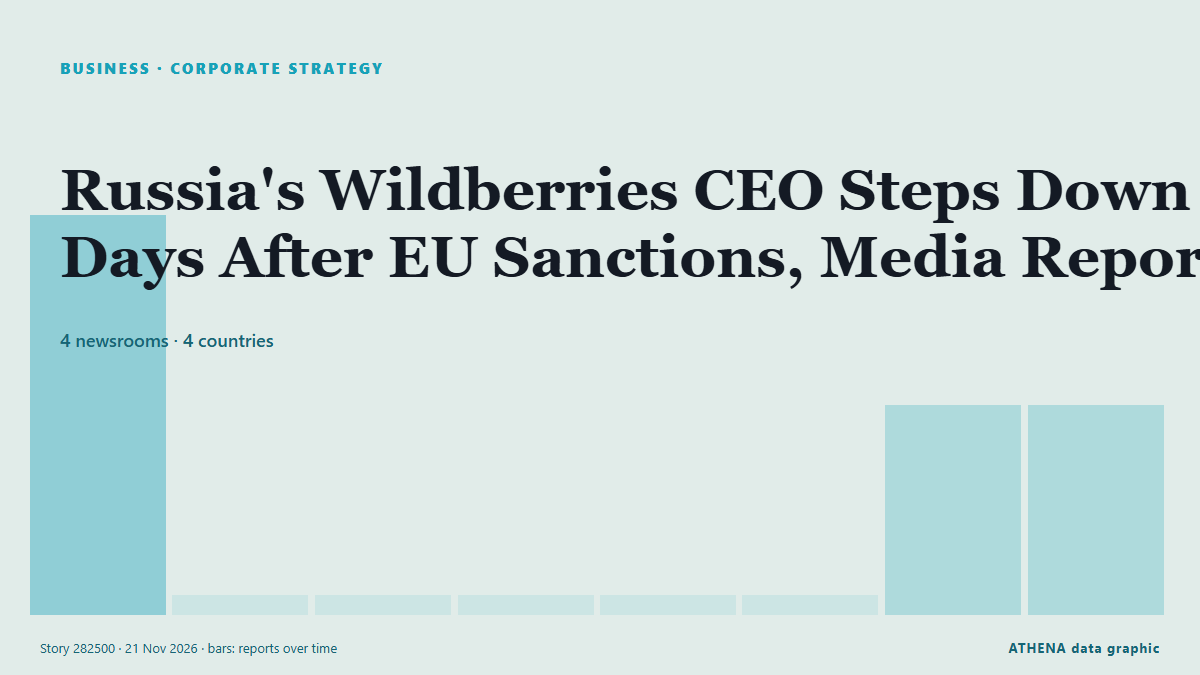 BUSINESS · CORPORATE STRATEGY
Russia's Wildberries CEO Steps Down
Days After EU Sanctions, Media Repor
4 newsrooms · 4 countries
Story 282500 · 21 Nov 2026 · bars: reports over time
ATHENA data graphic